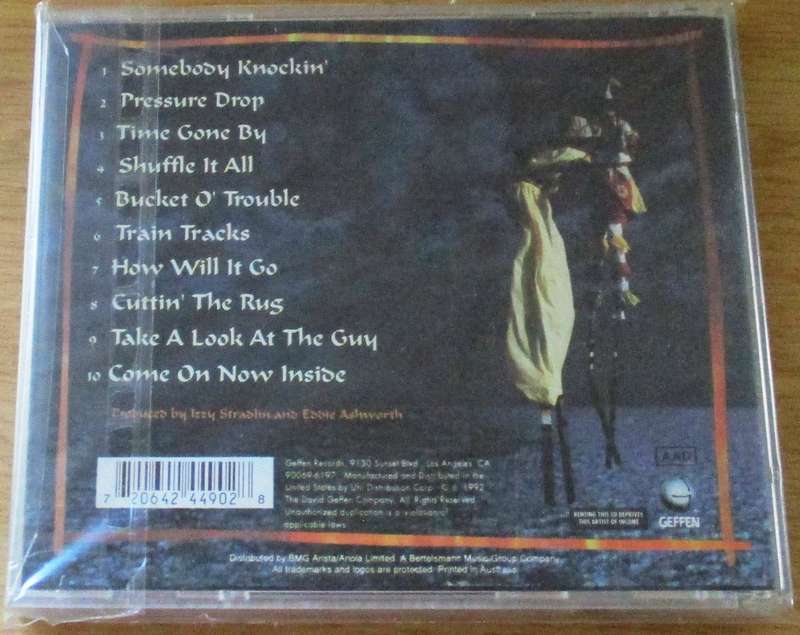 1 Somebody Knockin'
2 Pressure Drop
3 Time Gone By
4 Shuffle It All
5 Bucket O' Trouble
6 Train Tracks
7 How Will It Go
8 Cuttin' The Rug
9 Take A Look At The Guy
10 Come On Now Inside
Produced by Izzy Stradlin and Eddie Ashworth
7 20642 44902 8
Geffen Records, 9130 Sunset Blvd., Los Angeles, CA
90069-6197 Manufactured and Distributed in the
United States by Uni Distribution Corp. © 1992
The David Geffen Company. All Rights Reserved.
Unauthorized duplication is a violation of
applicable laws.
RENTING THIS CD DEPRIVES
THIS ARTIST OF INCOME
GEFFEN
Distributed by BMG Arista/Ariola Limited. A Bertelsmann Music Group Company
All trademarks and logos are protected. Printed in Australia